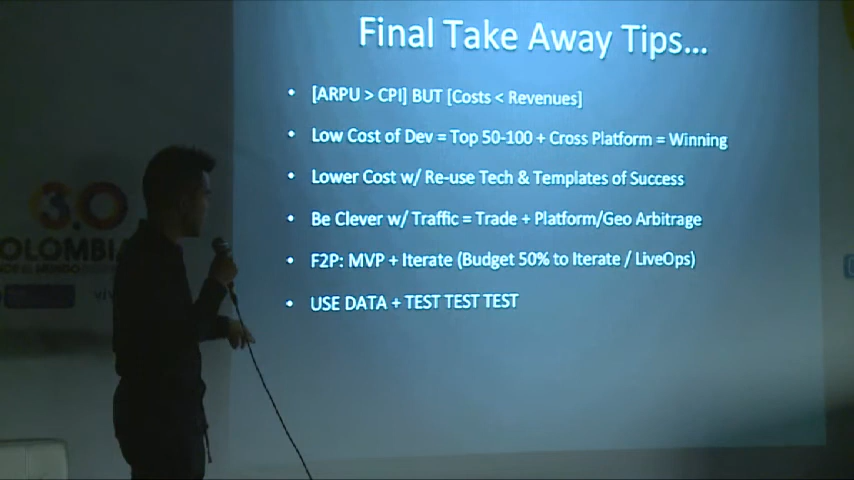 Final Take Away Tips...
• [ARPU > CPI] BUT [Costs < Revenues]
• Low Cost of Dev = Top 50-100 + Cross Platform = Winning
• Lower Cost w/ Re-use Tech & Templates of Success
• Be Clever w/ Traffic = Trade + Platform/Geo Arbitrage
• F2P: MVP + Iterate (Budget 50% to Iterate / LiveOps)
• USE DATA + TEST TEST TEST
3.0
OLOMBIA